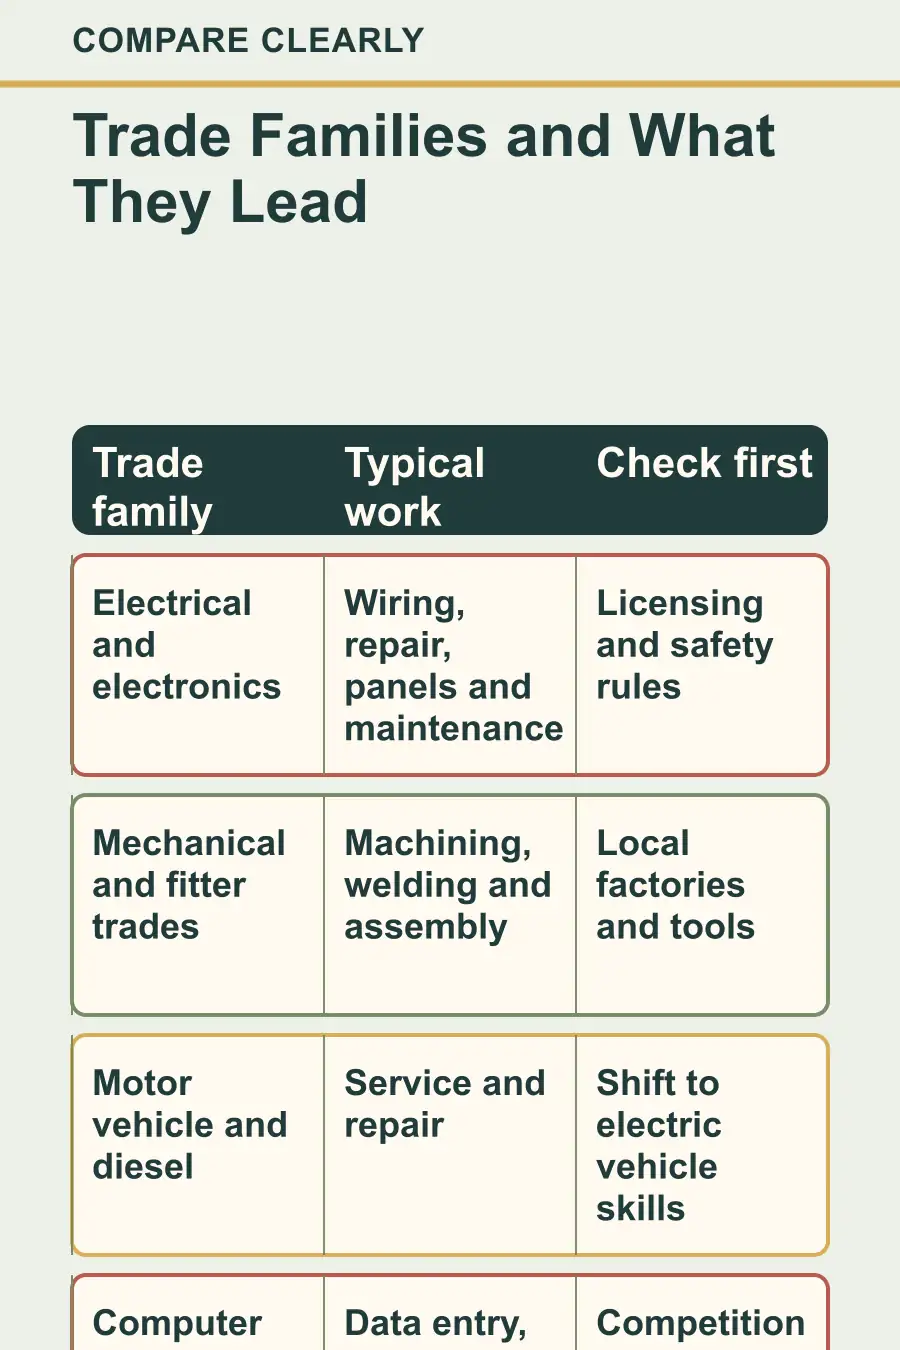 COMPARE CLEARLY
Trade Families and What
They Lead
Trade
family
Typical
work
Check first
Electrical
and
electronics
Wiring,
repair,
panels and
maintenance
Licensing
and safety
rules
Mechanical
and fitter
trades
Machining,
welding and
assembly
Local
factories
and tools
Motor
vehicle and
diesel
Service and
repair
Shift to
electric
vehicle
skills
Computer
Data entry,
Competition